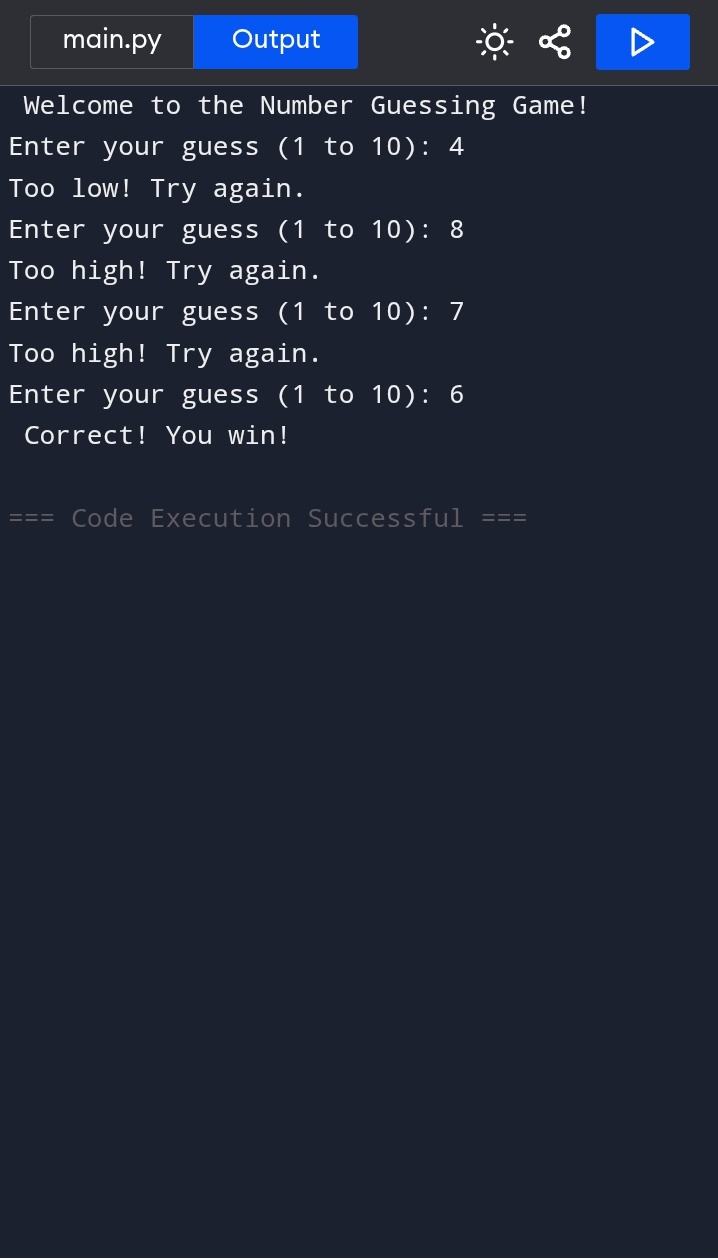 main.py Output
Welcome to the Number Guessing Game!
Enter your guess (1 to 10): 4
Too low! Try again.
Enter your guess (1 to 10): 8
Too high! Try again.
Enter your guess (1 to 10): 7
Too high! Try again.
Enter your guess (1 to 10): 6
Correct! You win!
=== Code Execution Successful ===